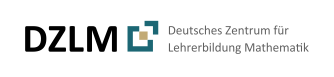 DZLM
Deutsches Zentrum für
Lehrerbildung Mathematik